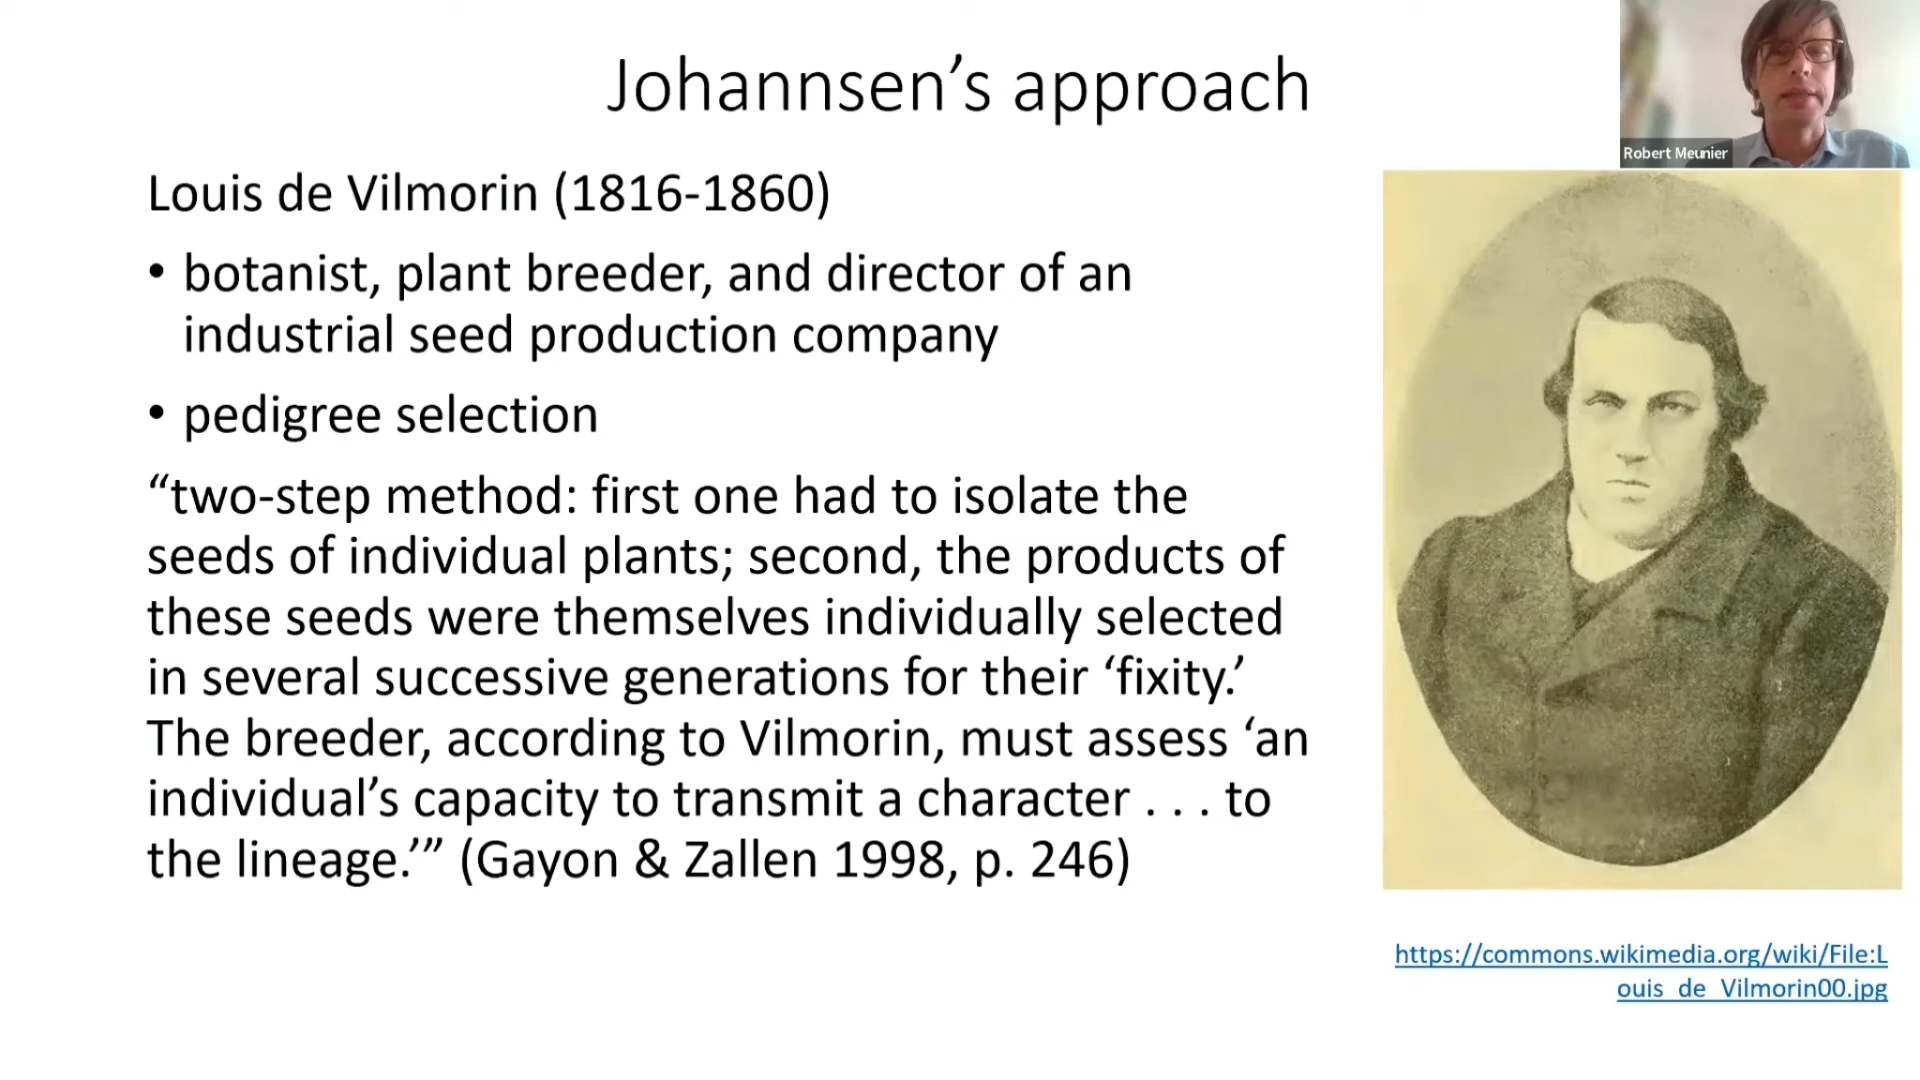 Johannsen’s approach
Robert Meunier
Louis de Vilmorin (1816-1860)
• botanist, plant breeder, and director of an
industrial seed production company
• pedigree selection
“two-step method: first one had to isolate the
seeds of individual plants; second, the products of
these seeds were themselves individually selected
in several successive generations for their ‘fixity.’
The breeder, according to Vilmorin, must assess ‘an
individual’s capacity to transmit a character . . . to
the lineage.’” (Gayon & Zallen 1998, p. 246)
https://commons.wikimedia.org/wiki/File:L
ouis_de_Vilmorin00.jpg